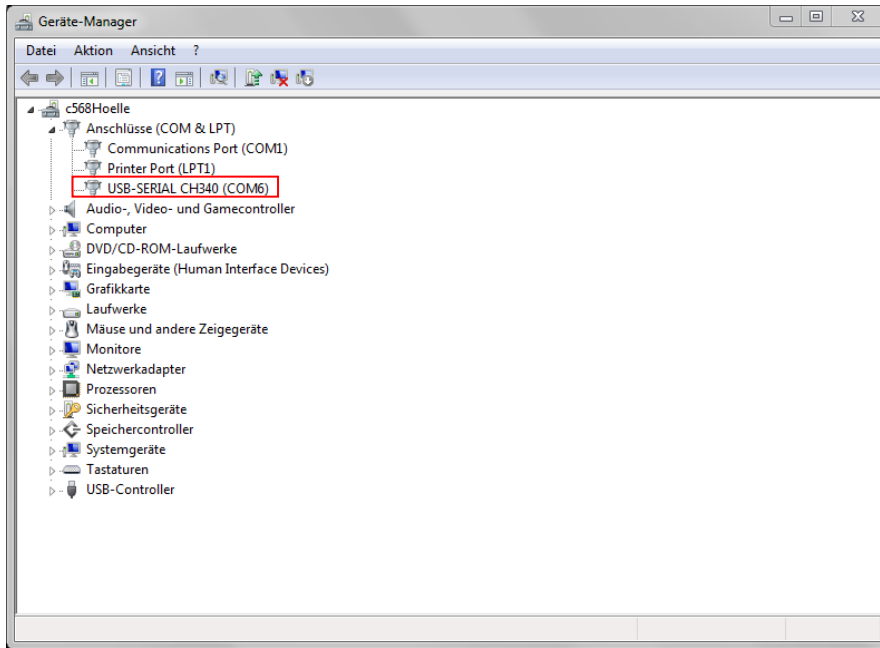 Geräte-Manager
Datei Aktion Ansicht ?
c568Hoelle
Anschlüsse (COM & LPT)
Communications Port (COM1)
Printer Port (LPT1)
USB-SERIAL CH340 (COM6)
Audio-, Video- und Gamecontroller
Computer
DVD/CD-ROM-Laufwerke
Eingabegeräte (Human Interface Devices)
Grafikkarte
Laufwerke
Mäuse und andere Zeigegeräte
Monitore
Netzwerkadapter
Prozessoren
Sicherheitsgeräte
Speichercontroller
Systemgeräte
Tastaturen
USB-Controller